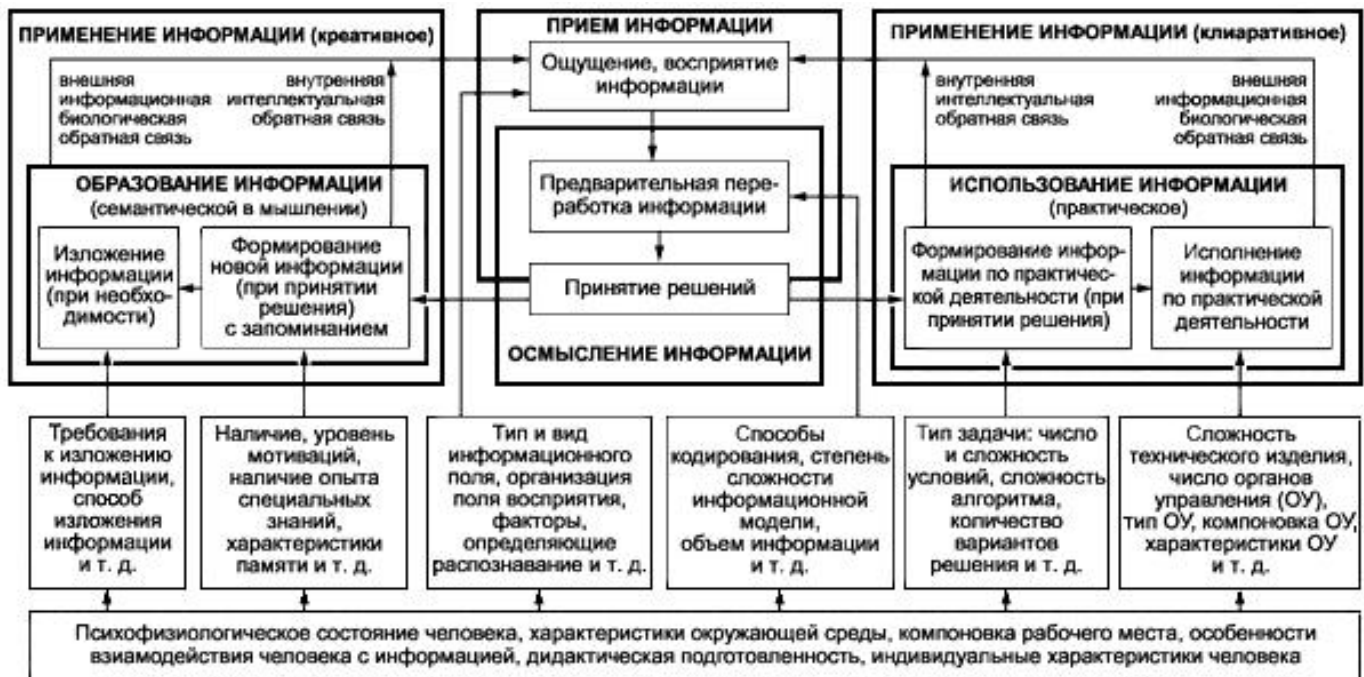 ПРИМЕНЕНИЕ ИНФОРМАЦИИ (креативное)
внешняя
информационная
биологическая
обратная связь
внутренняя
интеллектуальная
обратная связь
ОБРАЗОВАНИЕ ИНФОРМАЦИИ
(семантической в мышлении)
Изложение
информации
(при необхо-
димости)
Формирование
новой информации
(при принятии
решения)
с запоминанием
ПРИЕМ ИНФОРМАЦИИ
Ощущение, восприятие
информации
Предварительная пере-
работка информации
Принятие решений
ОСМЫСЛЕНИЕ ИНФОРМАЦИИ
ПРИМЕНЕНИЕ ИНФОРМАЦИИ (клиаративное)
внутренняя
интеллектуальная
обратная связь
внешняя
информационная
биологическая
обратная связь
ИСПОЛЬЗОВАНИЕ ИНФОРМАЦИИ
(практическое)
Формирование инфор-
мации по практичес-
кой деятельности (при
принятии решения)
Исполнение
информации
по практической
деятельности
Требования
к изложению
информации,
способ
изложения
информации
и т. д.
Наличие, уровень
мотиваций,
наличие опыта
специальных
знаний,
характеристики
памяти и т. д.
Тип и вид
информационного
поля, организация
поля восприятия,
факторы,
определяющие
распознавание и т. д.
Способы
кодирования, степень
сложности
информационной
модели,
объем информации
и т. д.
Тип задачи: число
и сложность
условий, сложность
алгоритма,
количество
вариантов
решения и т. д.
Сложность
технического изделия,
число органов
управления (ОУ),
тип ОУ, компоновка ОУ,
характеристики ОУ
и т. д.
Психофизиологическое состояние человека, характеристики окружающей среды, компоновка рабочего места, особенности
взиамодействия человека с информацией, дидактическая подготовленность, индивидуальные характеристики человека